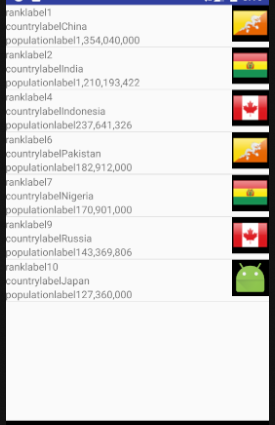 ranklabel1
countrylabelChina
populationlabel1,354,040,000
ranklabel2
countrylabelIndia
populationlabel1,210,193,422
ranklabel4
countrylabelIndonesia
populationlabel237,641,326
ranklabel6
countrylabelPakistan
populationlabel182,912,000
ranklabel7
countrylabelNigeria
populationlabel170,901,000
ranklabel9
countrylabelRussia
populationlabel143,369,806
ranklabel10
countrylabelJapan
populationlabel127,360,000